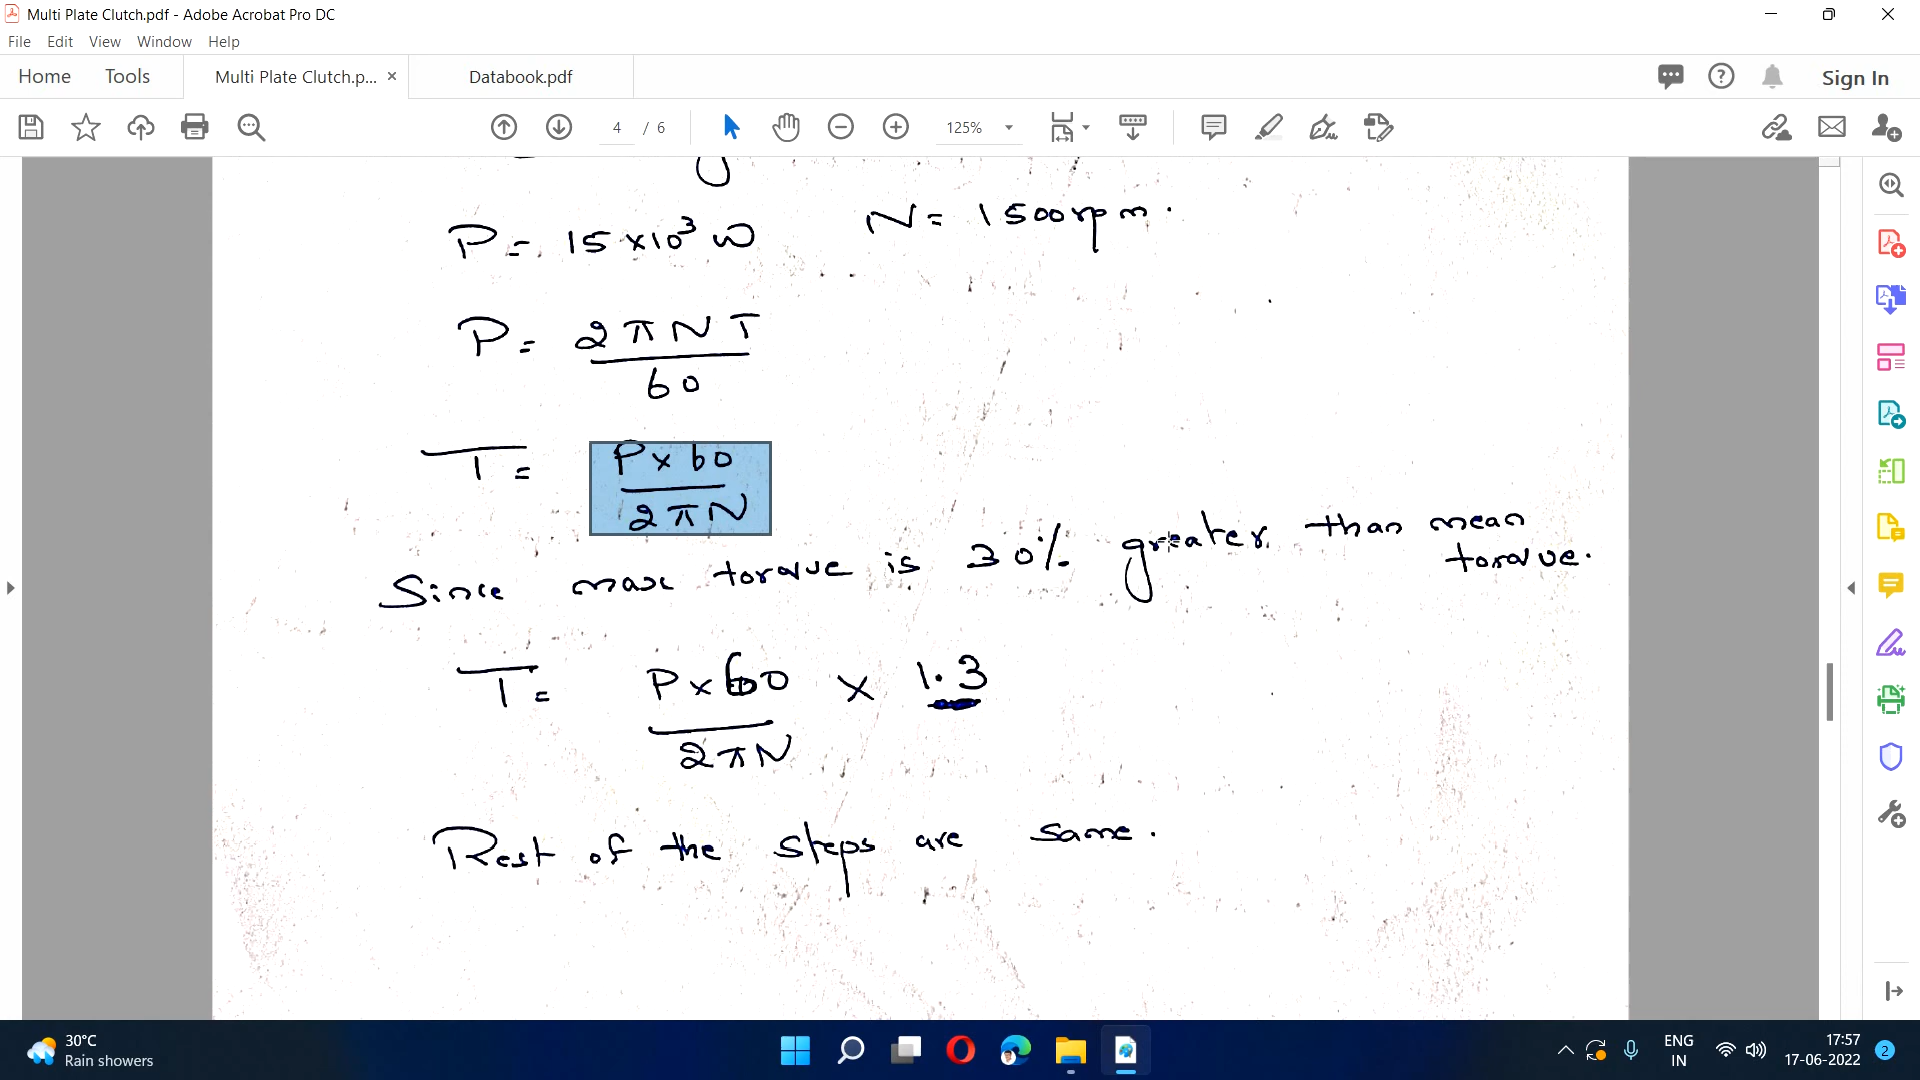 Multi Plate Clutch.pdf - Adobe Acrobat Pro DC
File Edit View Window Help
Home Tools Multi Plate Clutch.p... × Databook.pdf Sign In
4 / 6 125%
P = 15 x10³ W N = 1500rpm.
P = 2πNT
60
T = P x 60
2πN
Since max torque is 30% greater than mean
torque.
T = P x 60 x 1.3
2πN
Rest of the steps are same.
30°C
Rain showers
ENG
IN
17:57
17-06-2022
2